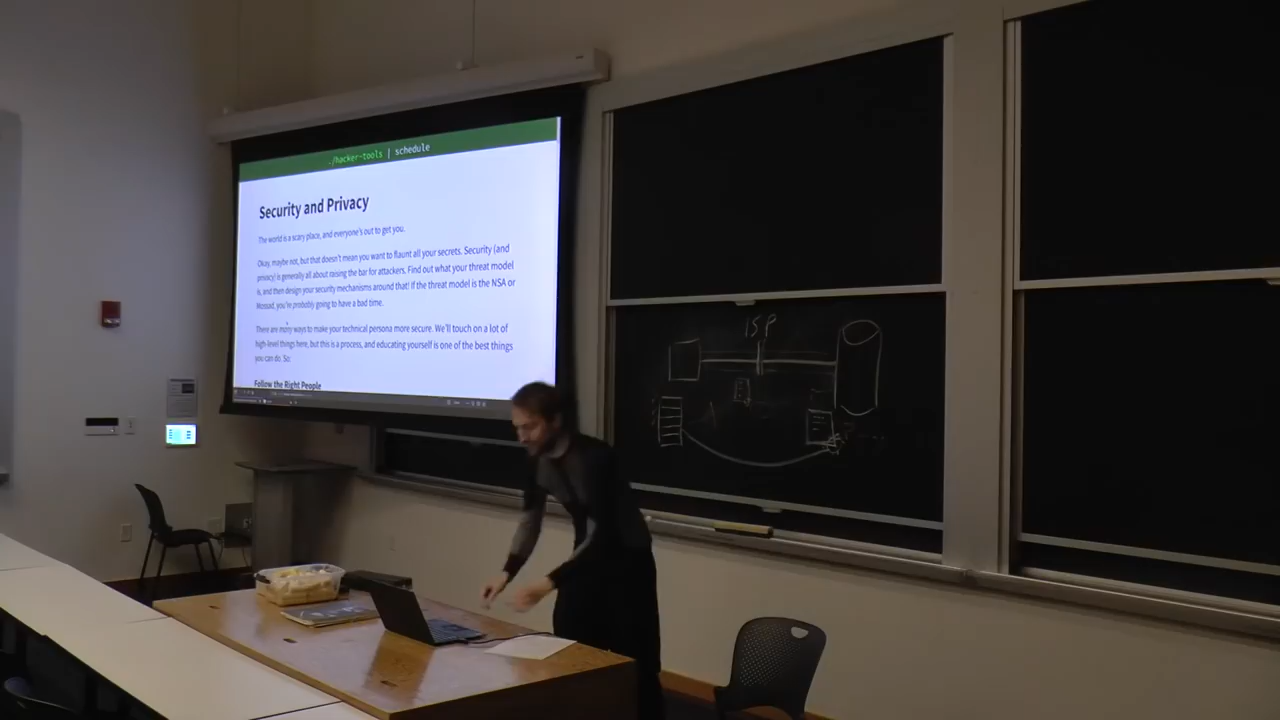 ./hacker-tools | schedule
Security and Privacy
The world is a scary place, and everyone's out to get you.
Okay, maybe not, but that doesn't mean you want to flaunt all your secrets. Security (and
privacy) is generally all about raising the bar for attackers. Find out what your threat model
is, and then design your security mechanisms around that! If the threat model is the NSA or
Mossad, you're probably going to have a bad time.
There are many ways to make your technical persona more secure. We'll touch on a lot of
high-level things here, but this is a process, and educating yourself is one of the best things
you can do. So:
Follow the Right People
ISP